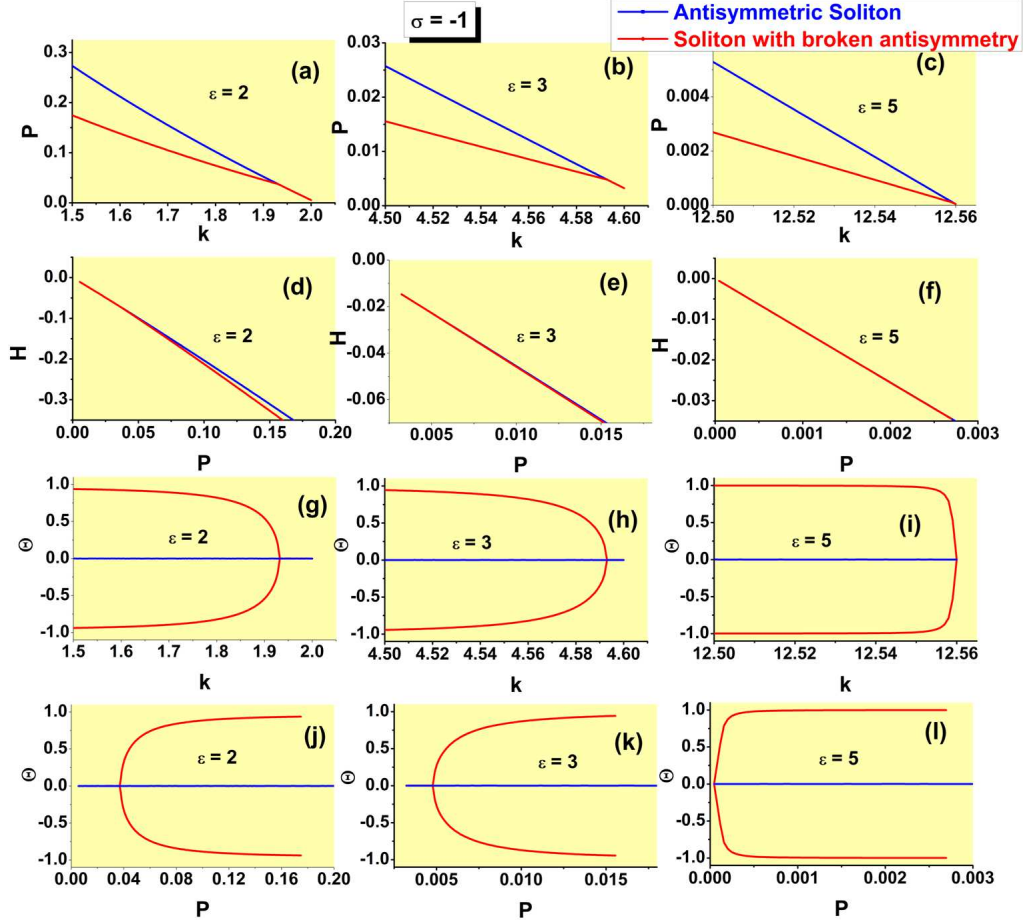 σ = -1
Antisymmetric Soliton
Soliton with broken antisymmetry
(a)
ε = 2
P
0.3
0.2
0.1
0.0
1.5 1.6 1.7 1.8 1.9 2.0
k
(b)
ε = 3
P
0.03
0.02
0.01
0.00
4.50 4.52 4.54 4.56 4.58 4.60
k
(c)
ε = 5
P
0.004
0.002
0.000
12.50 12.52 12.54 12.56
k
(d)
ε = 2
H
0.0
-0.1
-0.2
-0.3
0.00 0.05 0.10 0.15 0.20
P
(e)
ε = 3
H
0.00
-0.02
-0.04
-0.06
0.005 0.010 0.015
P
(f)
ε = 5
H
0.00
-0.01
-0.02
-0.03
0.000 0.001 0.002 0.003
P
(g)
ε = 2
Θ
1.0
0.5
0.0
-0.5
-1.0
1.5 1.6 1.7 1.8 1.9 2.0
k
(h)
ε = 3
Θ
1.0
0.5
0.0
-0.5
-1.0
4.50 4.52 4.54 4.56 4.58 4.60
k
(i)
ε = 5
Θ
1.0
0.5
0.0
-0.5
-1.0
12.50 12.52 12.54 12.56
k
(j)
ε = 2
Θ
1.0
0.5
0.0
-0.5
-1.0
0.00 0.04 0.08 0.12 0.16 0.20
P
(k)
ε = 3
Θ
1.0
0.5
0.0
-0.5
-1.0
0.005 0.010 0.015
P
(l)
ε = 5
Θ
1.0
0.5
0.0
-0.5
-1.0
0.000 0.001 0.002 0.003
P